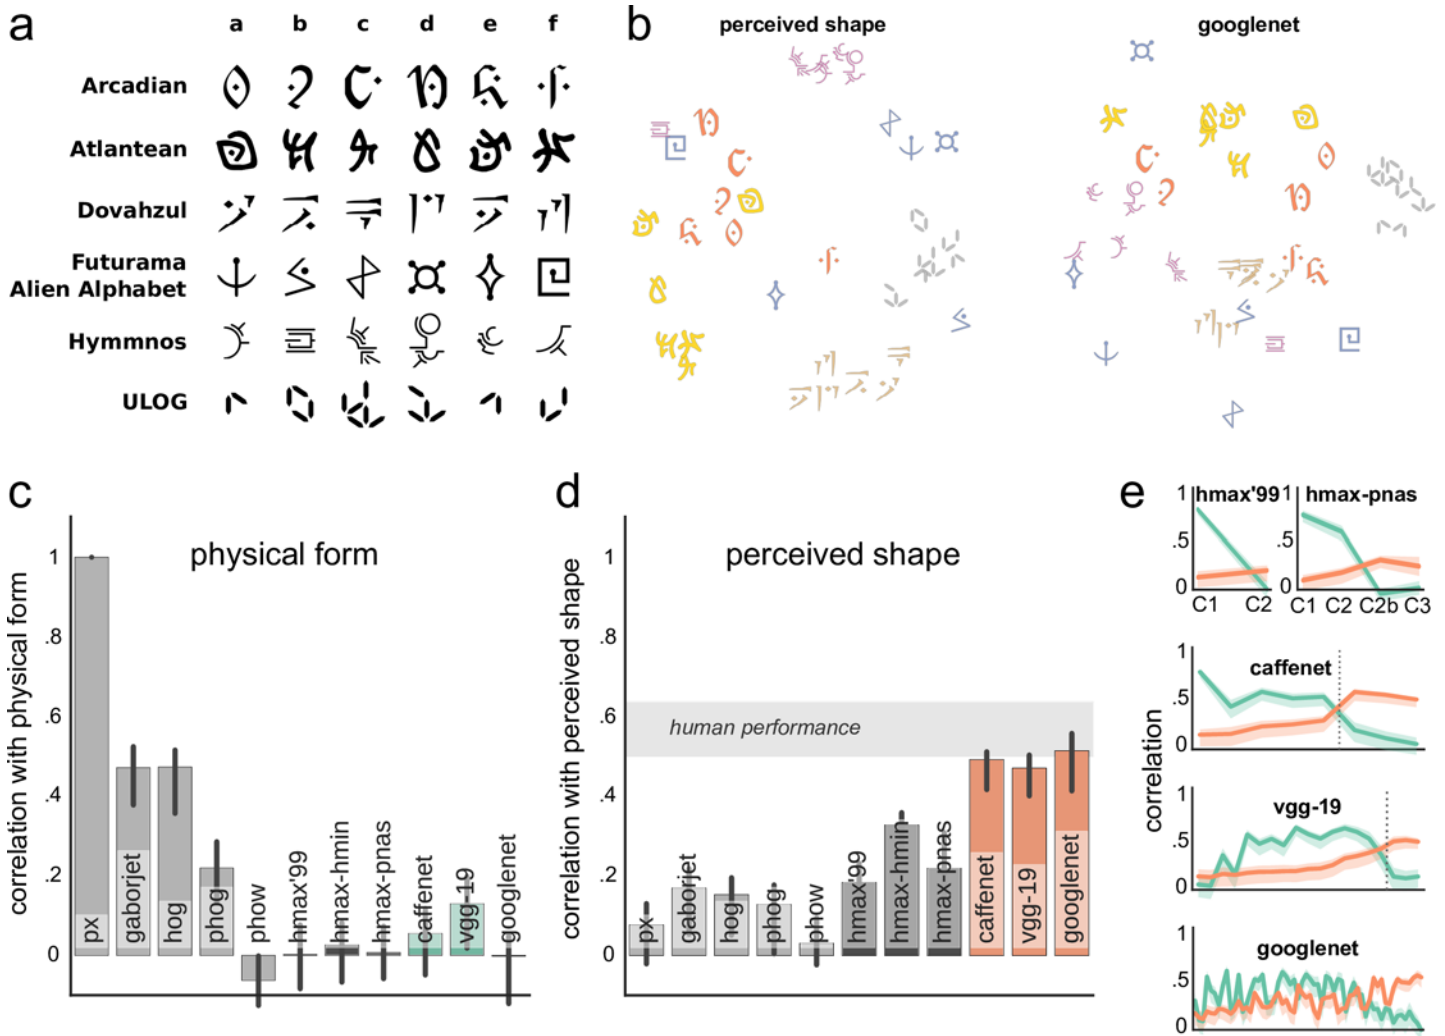 a
a b c d e f
Arcadian
Atlantean
Dovahzul
Futurama
Alien Alphabet
Hymmnos
ULOG
b
perceived shape
googlenet
c
physical form
correlation with physical form
1
.8
.6
.4
.2
0
px
gaborjet
hog
phog
phow
hmax'99
hmax-hmin
hmax-pnas
caffenet
vgg-19
googlenet
d
perceived shape
correlation with perceived shape
1
.8
.6
.4
.2
0
human performance
px
gaborjet
hog
phog
phow
hmax'99
hmax-hmin
hmax-pnas
caffenet
vgg-19
googlenet
e
correlation
hmax'99
1
.5
0
C1 C2
hmax-pnas
1
.5
0
C1 C2 C2b C3
caffenet
1
.5
0
vgg-19
1
.5
0
googlenet
1
.5
0